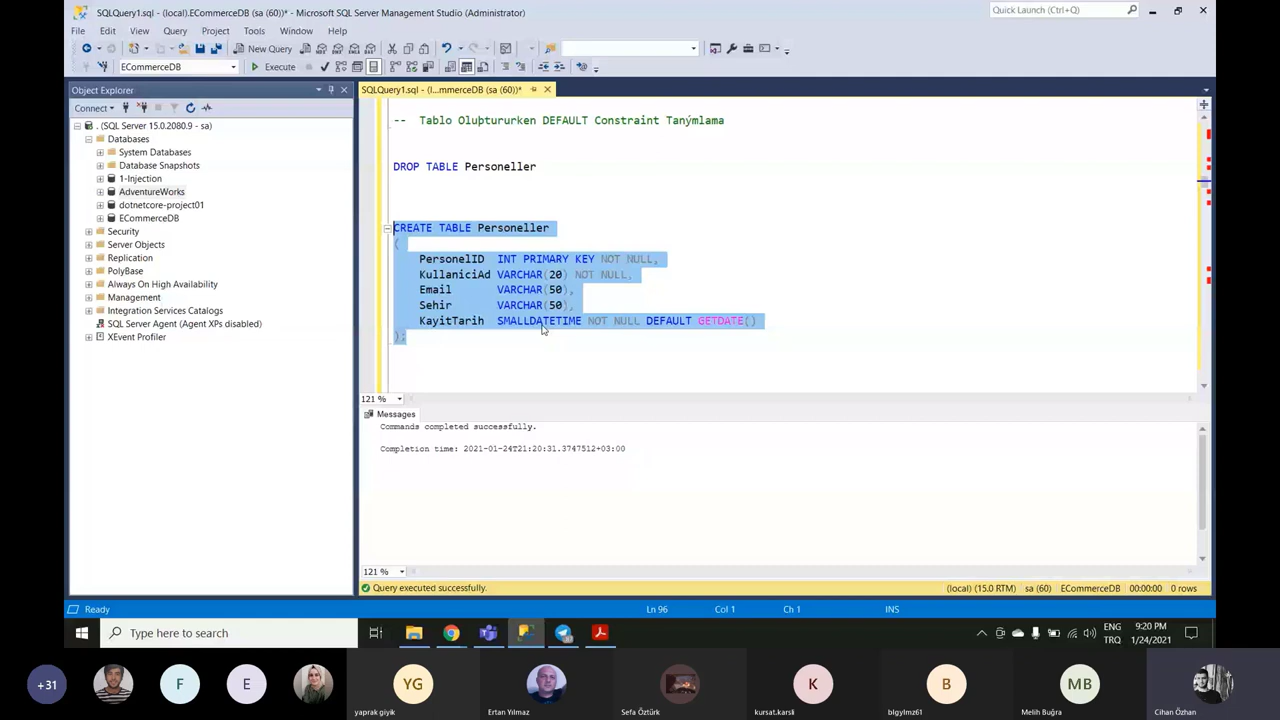 SQLQuery1.sql - (local).ECommerceDB (sa (60))* - Microsoft SQL Server Management Studio (Administrator)
Quick Launch (Ctrl+Q)
File Edit View Query Project Tools Window Help
New Query
ECommerceDB
Execute
Object Explorer
SQLQuery1.sql - (l...mmerceDB (sa (60))*
Connect
. (SQL Server 15.0.2080.9 - sa)
Databases
System Databases
Database Snapshots
1-Injection
AdventureWorks
dotnetcore-project01
ECommerceDB
Security
Server Objects
Replication
PolyBase
Always On High Availability
Management
Integration Services Catalogs
SQL Server Agent (Agent XPs disabled)
XEvent Profiler
-- Tablo Oluþtururken DEFAULT Constraint Tanýmlama
DROP TABLE Personeller
CREATE TABLE Personeller
(
PersonelID INT PRIMARY KEY NOT NULL,
KullaniciAd VARCHAR(20) NOT NULL,
Email VARCHAR(50),
Sehir VARCHAR(50),
KayitTarih SMALLDATETIME NOT NULL DEFAULT GETDATE()
);
121 %
Messages
Commands completed successfully.
Completion time: 2021-01-24T21:20:31.3747512+03:00
121 %
Query executed successfully.
(local) (15.0 RTM) sa (60) ECommerceDB 00:00:00 0 rows
Ready
Ln 96 Col 1 Ch 1 INS
Type here to search
ENG
TRQ
9:20 PM
1/24/2021
+31
F
E
YG
K
B
MB
yaprak giyik
Ertan Yılmaz
Sefa Öztürk
kursat.karsli
blgylmz61
Melih Buğra
Cihan Özhan